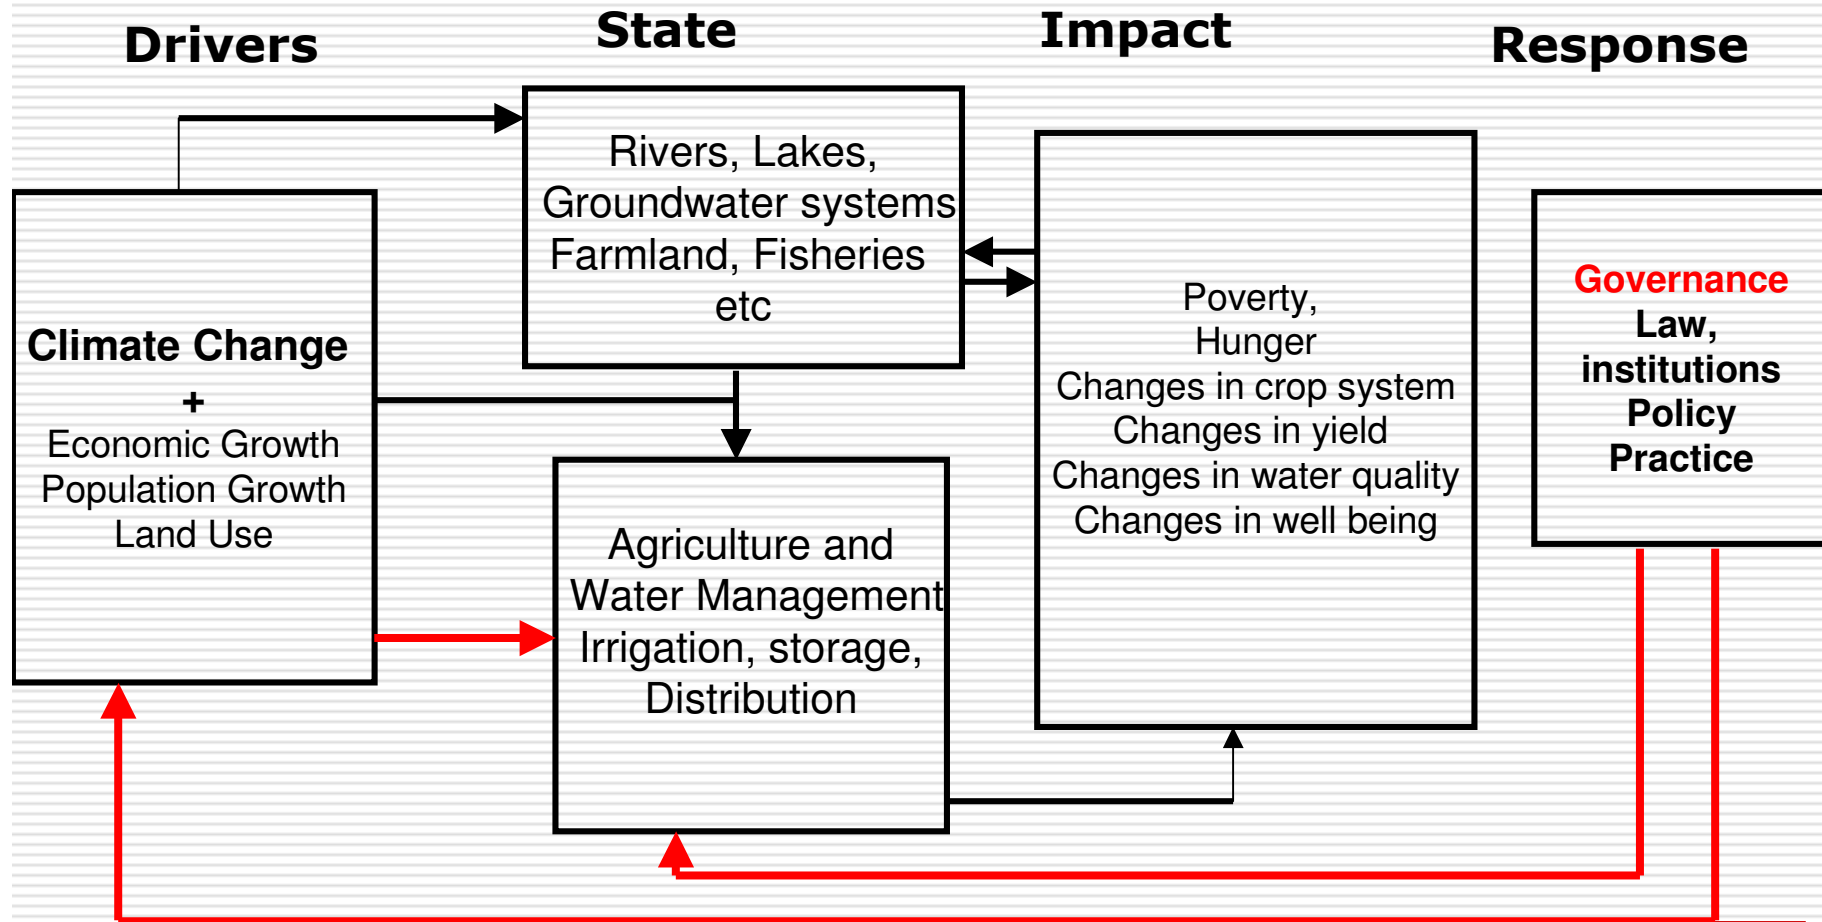 Drivers
State
Impact
Response
Climate Change
+
Economic Growth
Population Growth
Land Use
Rivers, Lakes,
Groundwater systems
Farmland, Fisheries
etc
Agriculture and
Water Management
Irrigation, storage,
Distribution
Poverty,
Hunger
Changes in crop system
Changes in yield
Changes in water quality
Changes in well being
Governance
Law,
institutions
Policy
Practice